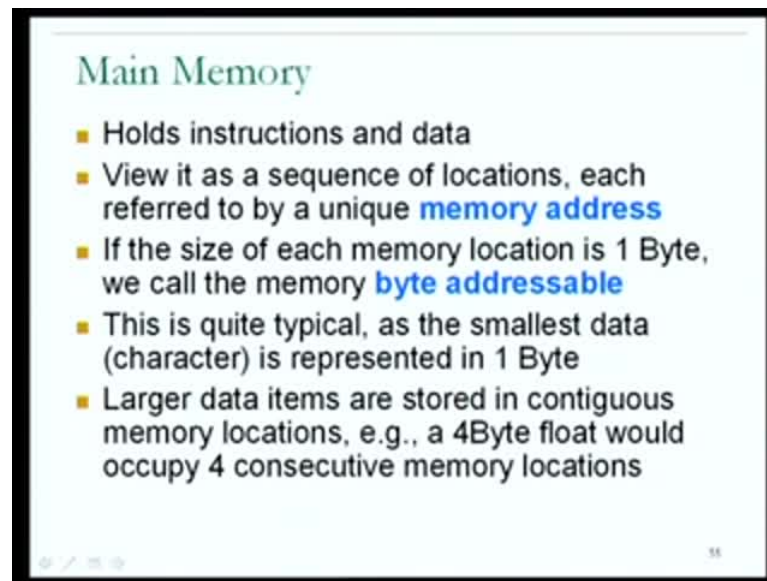 Main Memory
Holds instructions and data
View it as a sequence of locations, each
referred to by a unique memory address
If the size of each memory location is 1 Byte,
we call the memory byte addressable
This is quite typical, as the smallest data
(character) is represented in 1 Byte
Larger data items are stored in contiguous
memory locations, e.g., a 4Byte float would
occupy 4 consecutive memory locations